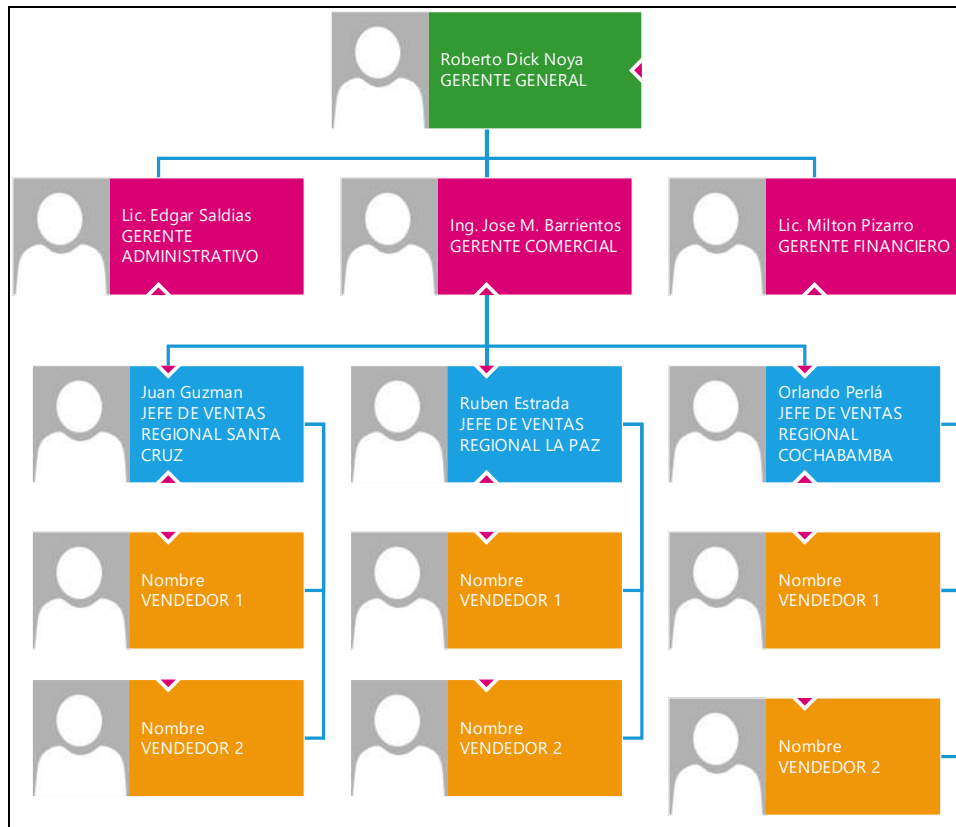 Roberto Dick Noya
GERENTE GENERAL
Lic. Edgar Saldias
GERENTE
ADMINISTRATIVO
Ing. Jose M. Barrientos
GERENTE COMERCIAL
Lic. Milton Pizarro
GERENTE FINANCIERO
Juan Guzman
JEFE DE VENTAS
REGIONAL SANTA
CRUZ
Ruben Estrada
JEFE DE VENTAS
REGIONAL LA PAZ
Orlando Perlá
JEFE DE VENTAS
REGIONAL
COCHABAMBA
Nombre
VENDEDOR 1
Nombre
VENDEDOR 1
Nombre
VENDEDOR 1
Nombre
VENDEDOR 2
Nombre
VENDEDOR 2
Nombre
VENDEDOR 2